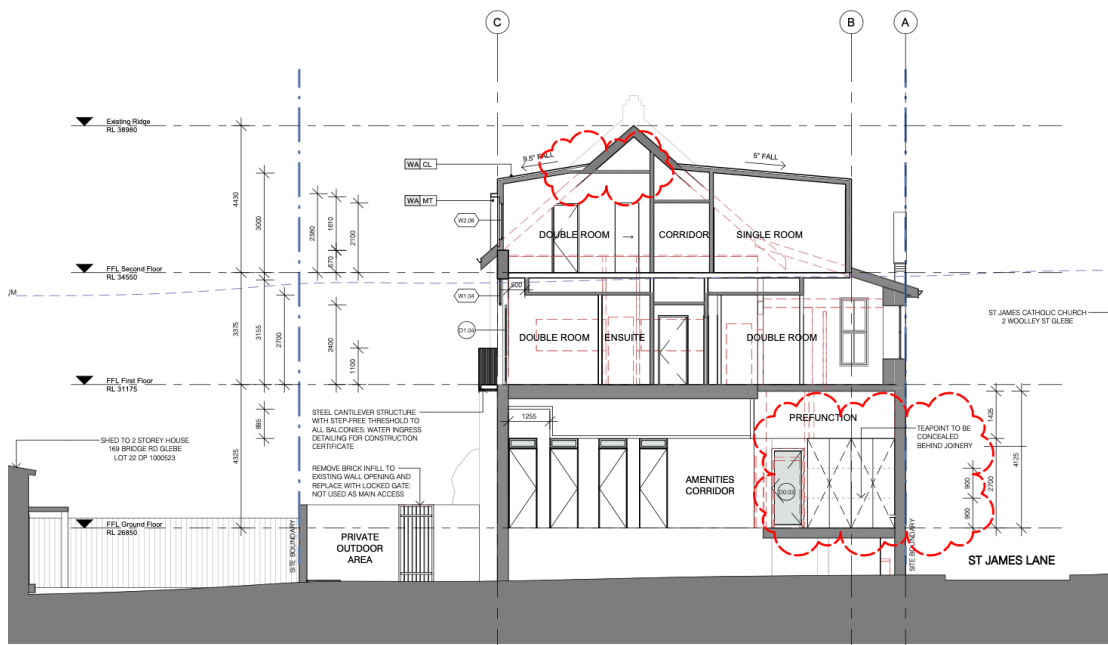 C
B
A
Existing Ridge
RL 38980
9.5° FALL
5° FALL
WA CL
WA MT
W2.08
4430
3000
2380
1610
2100
670
DOUBLE ROOM
CORRIDOR
SINGLE ROOM
FFL Second Floor
RL 34550
500
W1.04
D1.04
3375
3155
2700
2400
1100
DOUBLE ROOM
ENSUITE
DOUBLE ROOM
ST JAMES CATHOLIC CHURCH
2 WOOLLEY ST GLEBE
FFL First Floor
RL 31175
STEEL CANTILEVER STRUCTURE
WITH STEP-FREE THRESHOLD TO
ALL BALCONIES: WATER INGRESS
DETAILING FOR CONSTRUCTION
CERTIFICATE
1255
PREFUNCTION
TEAPOINT TO BE
CONCEALED
BEHIND JOINERY
1425
4125
2700
900
900
885
4325
SHED TO 2 STOREY HOUSE
169 BRIDGE RD GLEBE
LOT 22 DP 1000523
REMOVE BRICK INFILL TO
EXISTING WALL OPENING AND
REPLACE WITH LOCKED GATE:
NOT USED AS MAIN ACCESS
AMENITIES
CORRIDOR
D0.03
FFL Ground Floor
RL 26850
SITE BOUNDARY
PRIVATE
OUTDOOR
AREA
SITE BOUNDARY
ST JAMES LANE